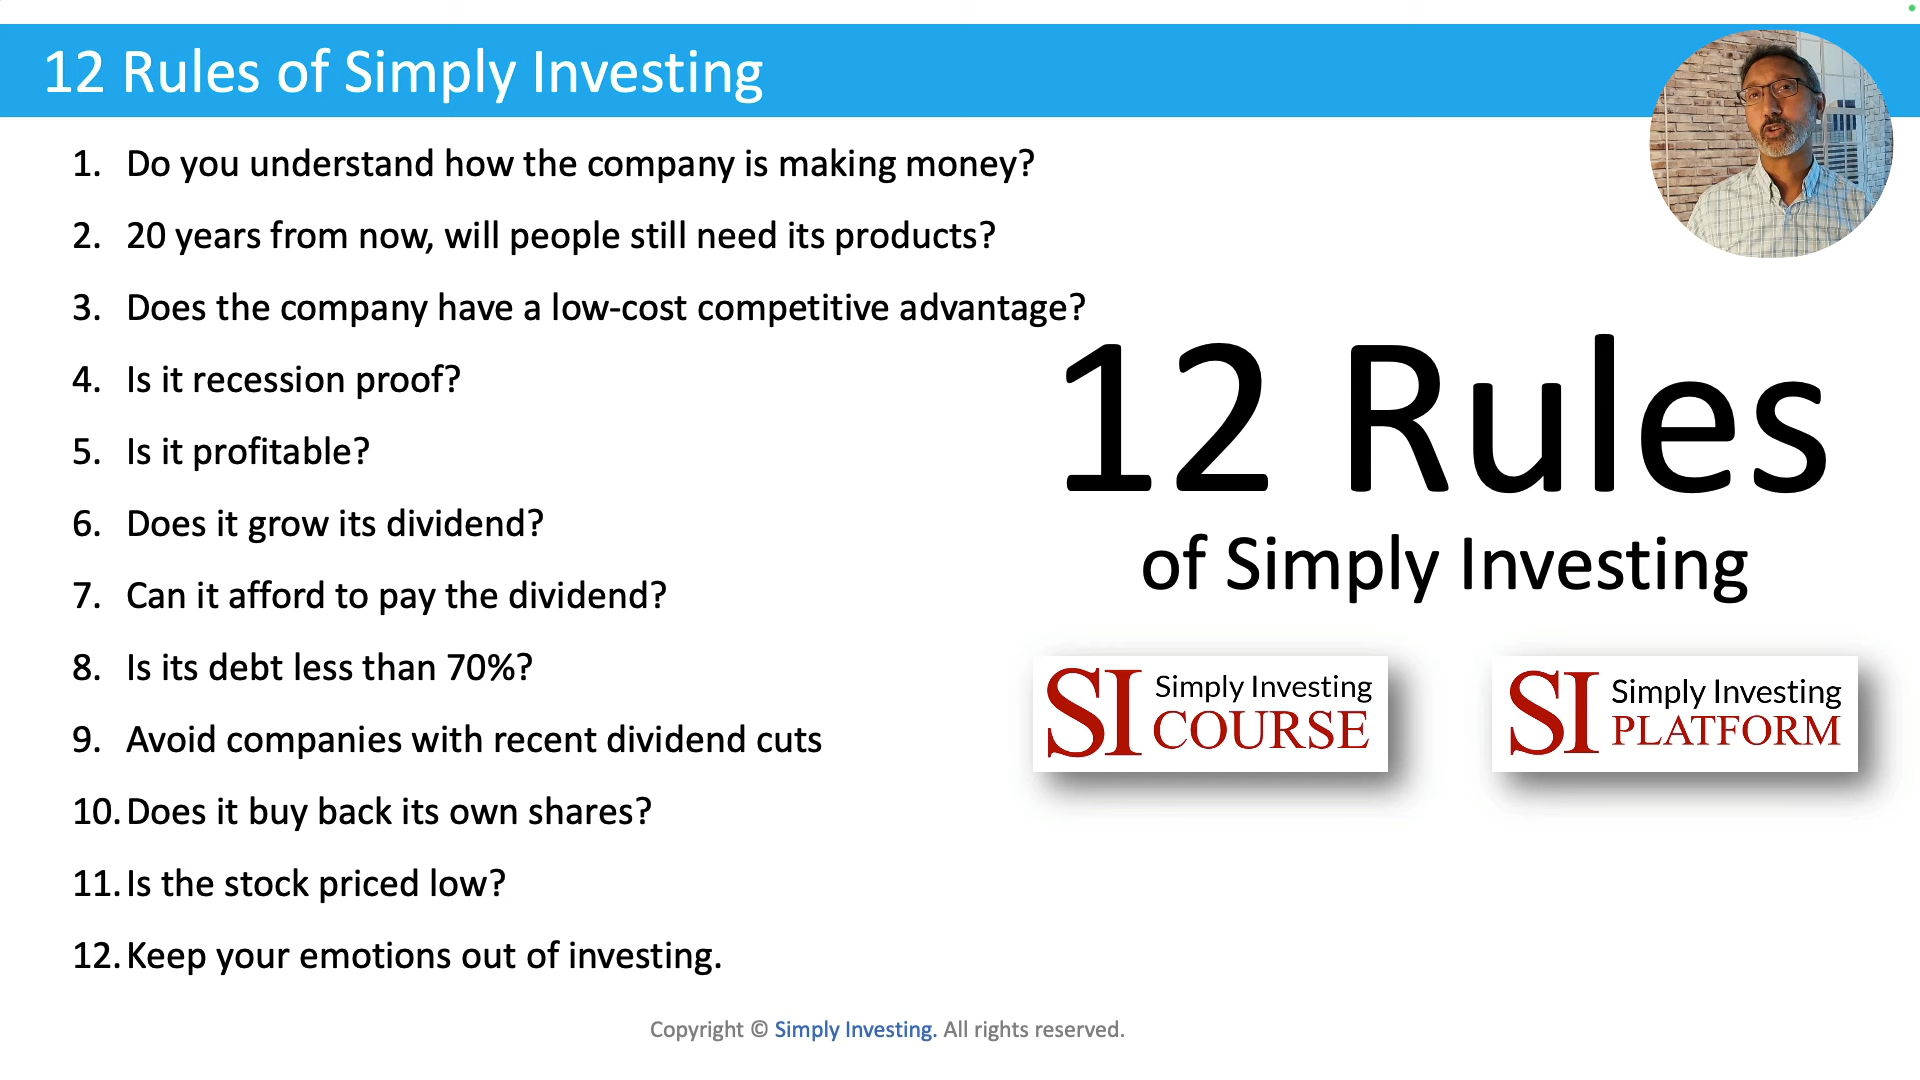 12 Rules of Simply Investing
1. Do you understand how the company is making money?
2. 20 years from now, will people still need its products?
3. Does the company have a low-cost competitive advantage?
4. Is it recession proof?
5. Is it profitable?
6. Does it grow its dividend?
7. Can it afford to pay the dividend?
8. Is its debt less than 70%?
9. Avoid companies with recent dividend cuts
10. Does it buy back its own shares?
11. Is the stock priced low?
12. Keep your emotions out of investing.
12 Rules
of Simply Investing
SI Simply Investing
COURSE
SI Simply Investing
PLATFORM
Copyright © Simply Investing. All rights reserved.